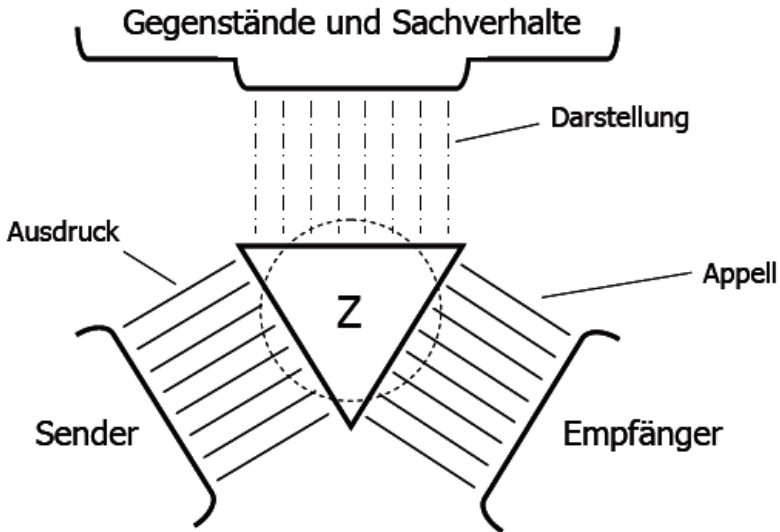 Gegenstände und Sachverhalte
Darstellung
Ausdruck
Appell
Z
Sender
Empfänger